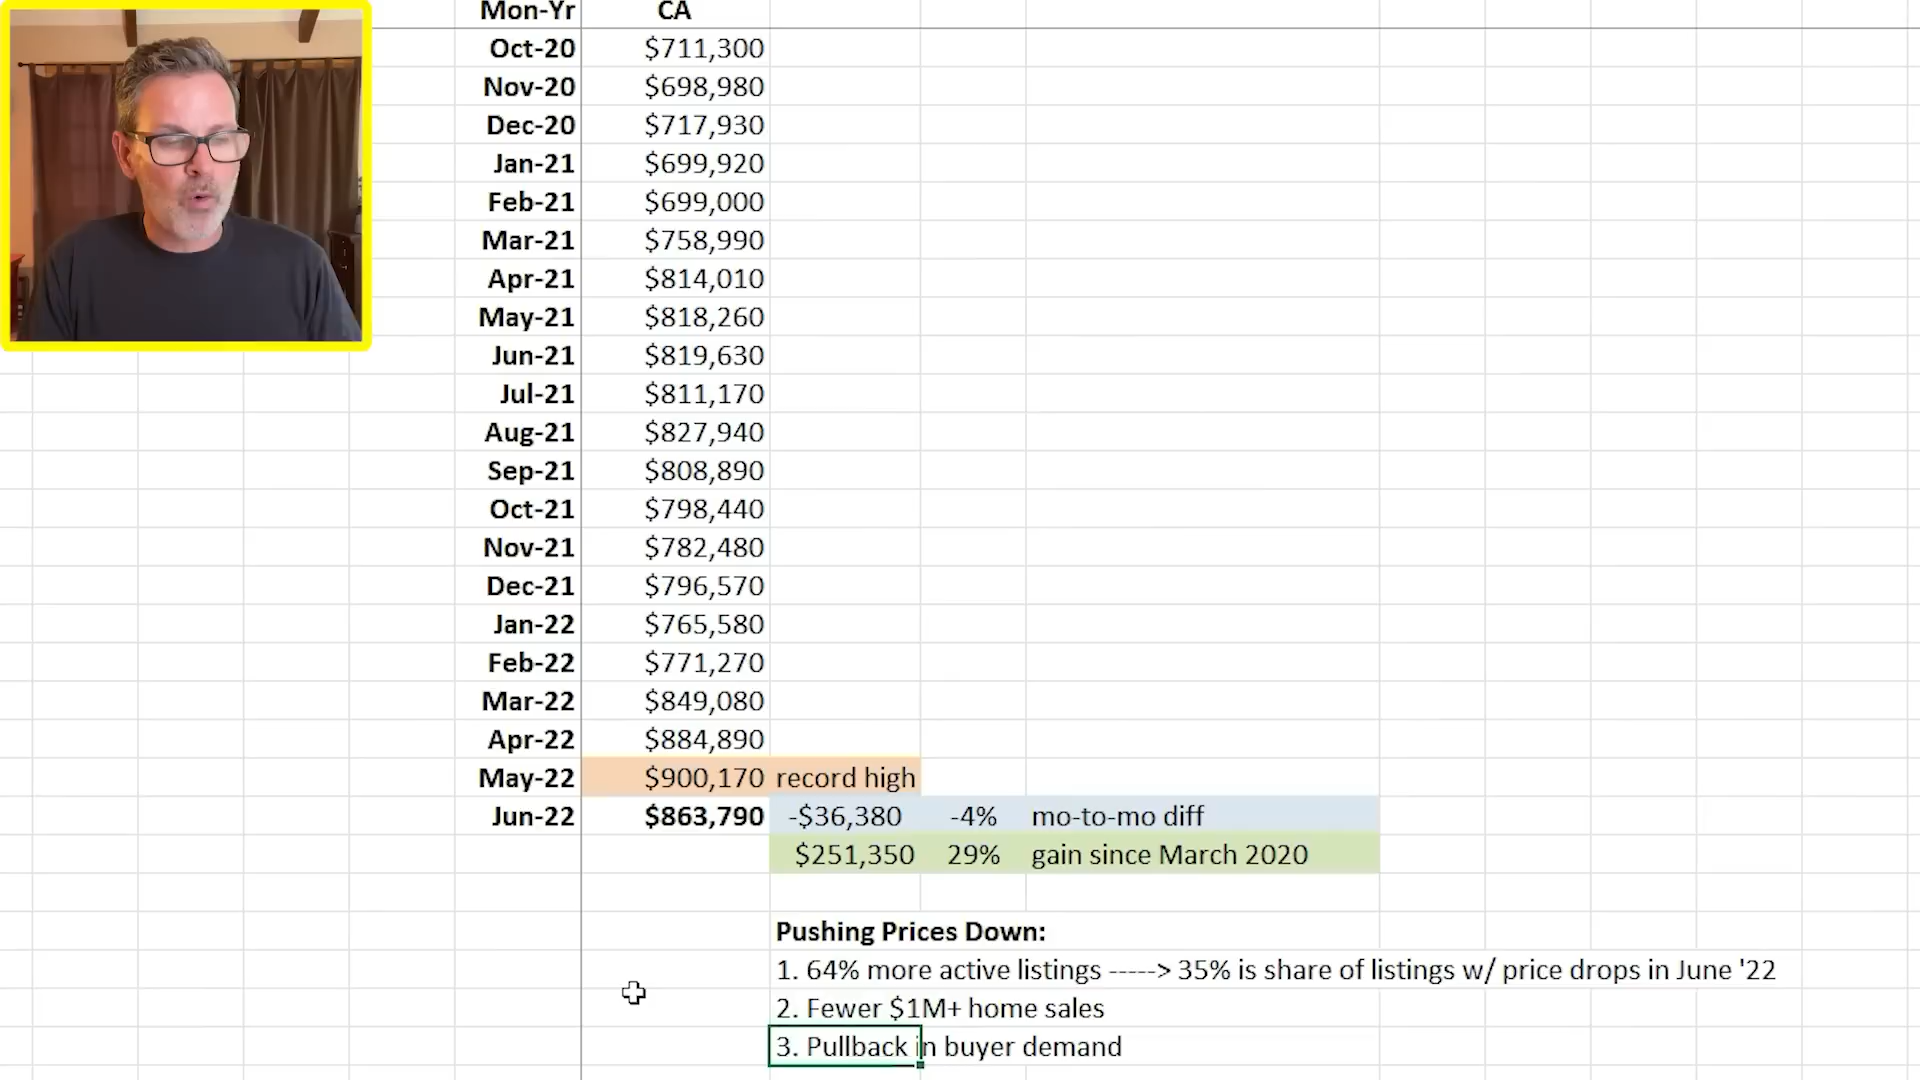 Mon-Yr CA
Oct-20 $711,300
Nov-20 $698,980
Dec-20 $717,930
Jan-21 $699,920
Feb-21 $699,000
Mar-21 $758,990
Apr-21 $814,010
May-21 $818,260
Jun-21 $819,630
Jul-21 $811,170
Aug-21 $827,940
Sep-21 $808,890
Oct-21 $798,440
Nov-21 $782,480
Dec-21 $796,570
Jan-22 $765,580
Feb-22 $771,270
Mar-22 $849,080
Apr-22 $884,890
May-22 $900,170 record high
Jun-22 $863,790 -$36,380 -4% mo-to-mo diff
$251,350 29% gain since March 2020
Pushing Prices Down:
1. 64% more active listings -----> 35% is share of listings w/ price drops in June '22
2. Fewer $1M+ home sales
3. Pullback in buyer demand